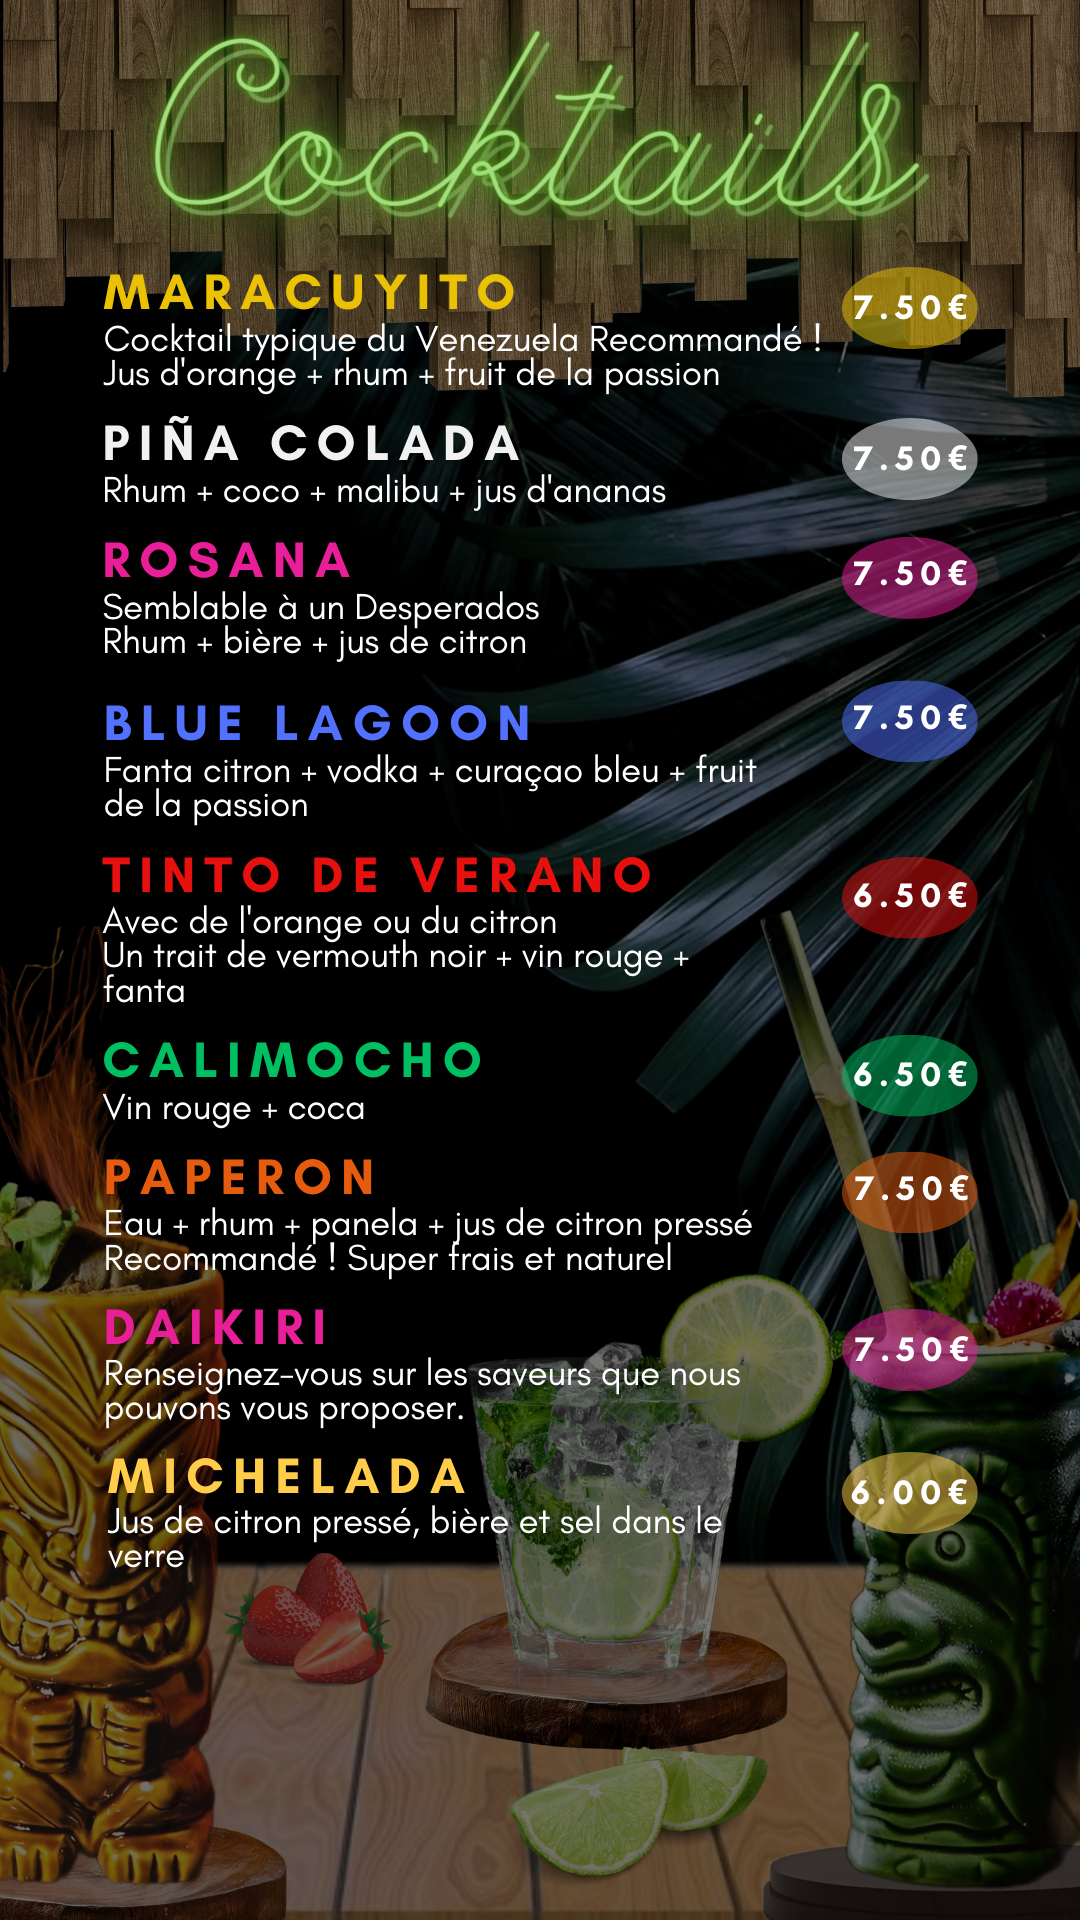 Cocktails
MARACUYITO
7.50€
Cocktail typique du Venezuela Recommandé !
Jus d'orange + rhum + fruit de la passion
PIÑA COLADA
7.50€
Rhum + coco + malibu + jus d'ananas
ROSANA
7.50€
Semblable à un Desperados
Rhum + bière + jus de citron
BLUE LAGOON
7.50€
Fanta citron + vodka + curaçao bleu + fruit
de la passion
TINTO DE VERANO
6.50€
Avec de l'orange ou du citron
Un trait de vermouth noir + vin rouge +
fanta
CALIMOCHO
6.50€
Vin rouge + coca
PAPERON
7.50€
Eau + rhum + panela + jus de citron pressé
Recommandé ! Super frais et naturel
DAIKIRI
7.50€
Renseignez-vous sur les saveurs que nous
pouvons vous proposer.
MICHELADA
6.00€
Jus de citron pressé, bière et sel dans le
verre